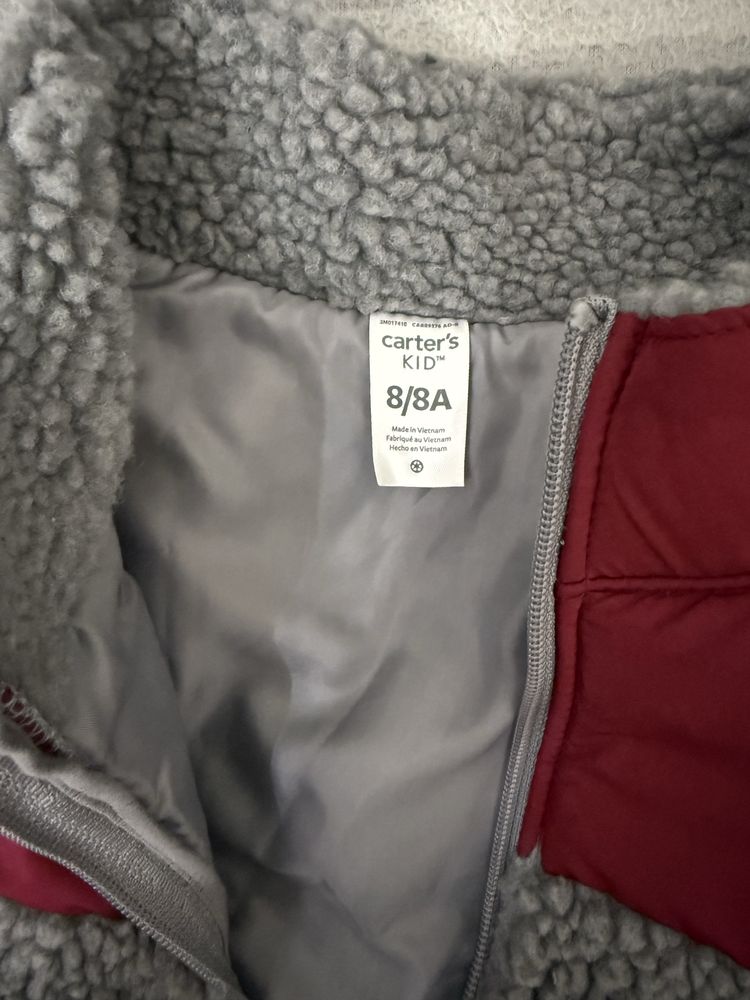 carter's
KID™
8/8A
Made in Vietnam
Fabriqué au Vietnam
Hecho en Vietnam